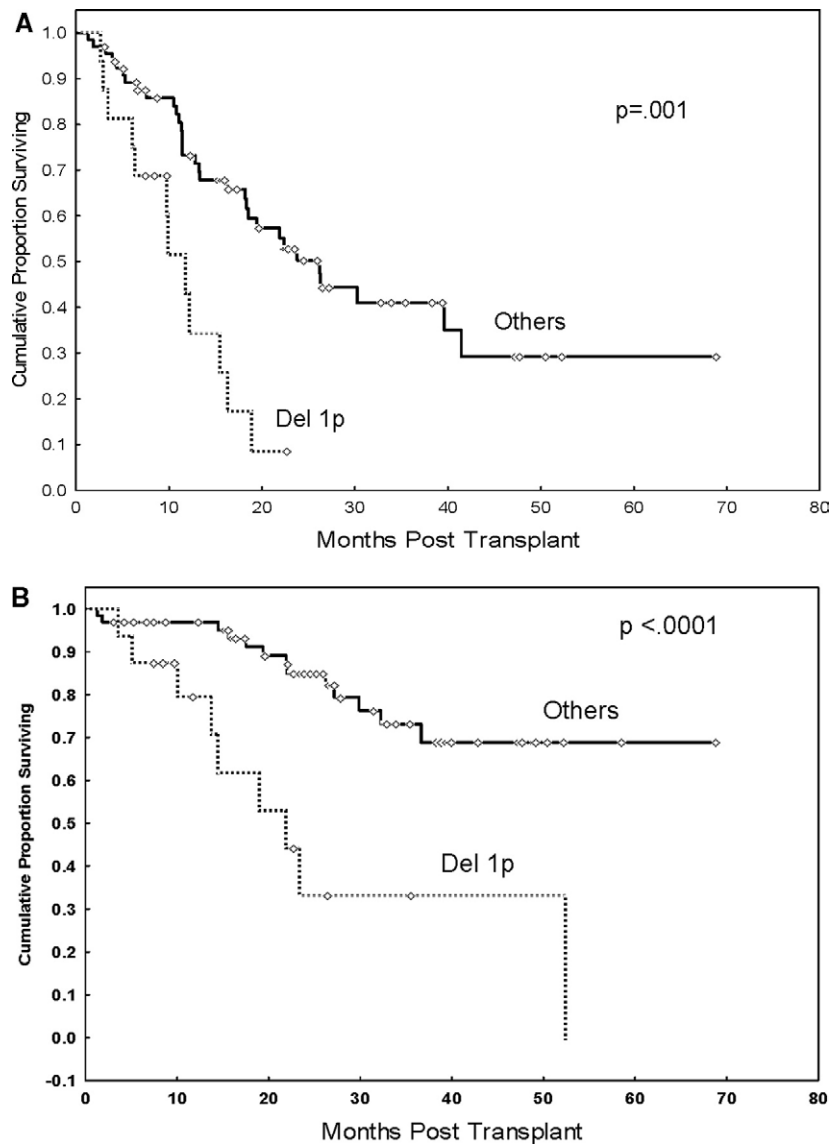 A
1.0
0.9
0.8
0.7
0.6
0.5
0.4
0.3
0.2
0.1
0.0
Cumulative Proportion Surviving
p=.001
Others
Del 1p
0 10 20 30 40 50 60 70 80
Months Post Transplant
B
1.0
0.9
0.8
0.7
0.6
0.5
0.4
0.3
0.2
0.1
0.0
-0.1
Cumulative Proportion Surviving
p <.0001
Others
Del 1p
0 10 20 30 40 50 60 70 80
Months Post Transplant